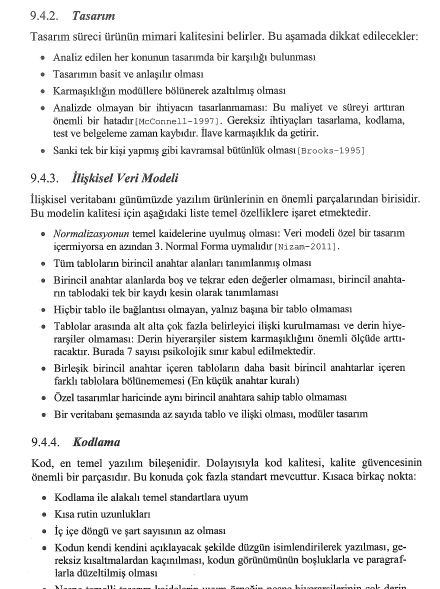 9.4.2. Tasarım
Tasarım süreci ürünün mimari kalitesini belirler. Bu aşamada dikkat edilecekler:
• Analiz edilen her konunun tasarımda bir karşılığı bulunması
• Tasarımın basit ve anlaşılır olması
• Karmaşıklığın modüllere bölünerek azaltılmış olması
• Analizde olmayan bir ihtiyacın tasarlanmaması: Bu maliyet ve süreyi arttıran
önemli bir hatadır[McConnell-1997]. Gereksiz ihtiyaçları tasarlama, kodlama,
test ve belgeleme zaman kaybıdır. İlave karmaşıklık da getirir.
• Sanki tek bir kişi yapmış gibi kavramsal bütünlük olması[Brooks-1995]
9.4.3. İlişkisel Veri Modeli
İlişkisel veritabanı günümüzde yazılım ürünlerinin en önemli parçalarından birisidir.
Bu modelin kalitesi için aşağıdaki liste temel özelliklere işaret etmektedir.
• Normalizasyonun temel kaidelerine uyulmuş olması: Veri modeli özel bir tasarım
içermiyorsa en azından 3. Normal Forma uymalıdır[Nizam-2011].
• Tüm tabloların birincil anahtar alanları tanımlanmış olması
• Birincil anahtar alanlarda boş ve tekrar eden değerler olmaması, birincil anahta-
rın tablodaki tek bir kaydı kesin olarak tanımlaması
• Hiçbir tablo ile bağlantısı olmayan, yalnız başına bir tablo olmaması
• Tablolar arasında alt alta çok fazla belirleyici ilişki kurulmaması ve derin hiye-
rarşiler olmaması: Derin hiyerarşiler sistem karmaşıklığını önemli ölçüde arttı-
racaktır. Burada 7 sayısı psikolojik sınır kabul edilmektedir.
• Birleşik birincil anahtar içeren tabloların daha basit birincil anahtarlar içeren
farklı tablolara bölünememesi (En küçük anahtar kuralı)
• Özel tasarımlar haricinde aynı birincil anahtara sahip tablo olmaması
• Bir veritabanı şemasında az sayıda tablo ve ilişki olması, modüler tasarım
9.4.4. Kodlama
Kod, en temel yazılım bileşenidir. Dolayısıyla kod kalitesi, kalite güvencesinin
önemli bir parçasıdır. Bu konuda çok fazla standart mevcuttur. Kısaca birkaç nokta:
• Kodlama ile alakalı temel standartlara uyum
• Kısa rutin uzunlukları
• İç içe döngü ve şart sayısının az olması
• Kodun kendi kendini açıklayacak şekilde düzgün isimlendirilerek yazılması, ge-
reksiz kısaltmalardan kaçınılması, kodun görünümünün boşluklarla ve paragraf-
larla düzeltilmiş olması